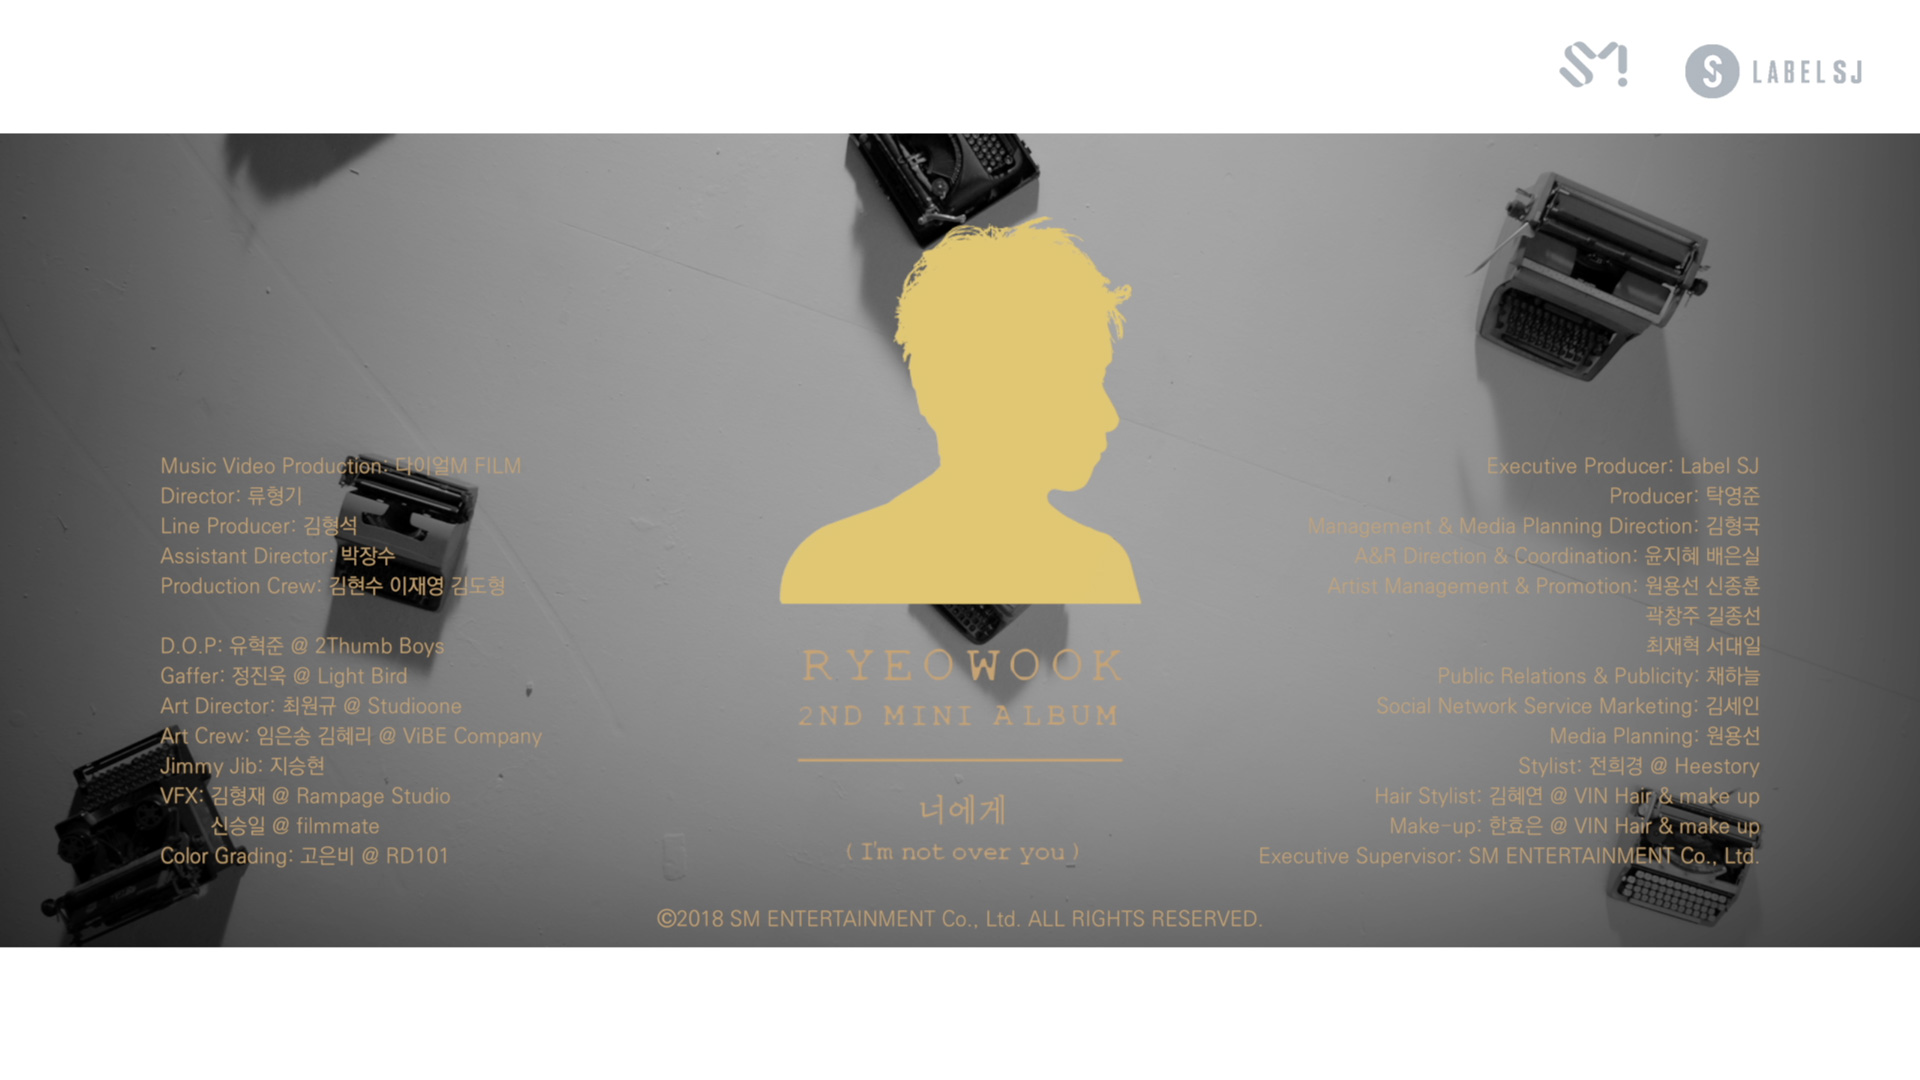 SM!
S LABEL SJ
Music Video Production: 다이얼M FILM
Director: 류형기
Line Producer: 김형석
Assistant Director: 박장수
Production Crew: 김현수 이재영 김도형
D.O.P: 유혁준 @ 2Thumb Boys
Gaffer: 정진욱 @ Light Bird
Art Director: 최원규 @ Studioone
Art Crew: 임은송 김혜리 @ ViBE Company
Jimmy Jib: 지승현
VFX: 김형재 @ Rampage Studio
신승일 @ filmmate
Color Grading: 고은비 @ RD101
RYEOWOOK
2ND MINI ALBUM
너에게
( I'm not over you )
Executive Producer: Label SJ
Producer: 탁영준
Management & Media Planning Direction: 김형국
A&R Direction & Coordination: 윤지혜 배은실
Artist Management & Promotion: 원용선 신종훈
곽창주 길종선
최재혁 서대일
Public Relations & Publicity: 채하늘
Social Network Service Marketing: 김세인
Media Planning: 원용선
Stylist: 전희경 @ Heestory
Hair Stylist: 김혜연 @ VIN Hair & make up
Make-up: 한효은 @ VIN Hair & make up
Executive Supervisor: SM ENTERTAINMENT Co., Ltd.
©2018 SM ENTERTAINMENT Co., Ltd. ALL RIGHTS RESERVED.